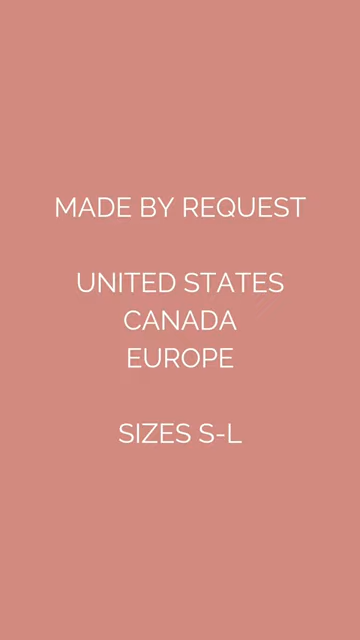 MADE BY REQUEST
UNITED STATES
CANADA
EUROPE
SIZES S-L